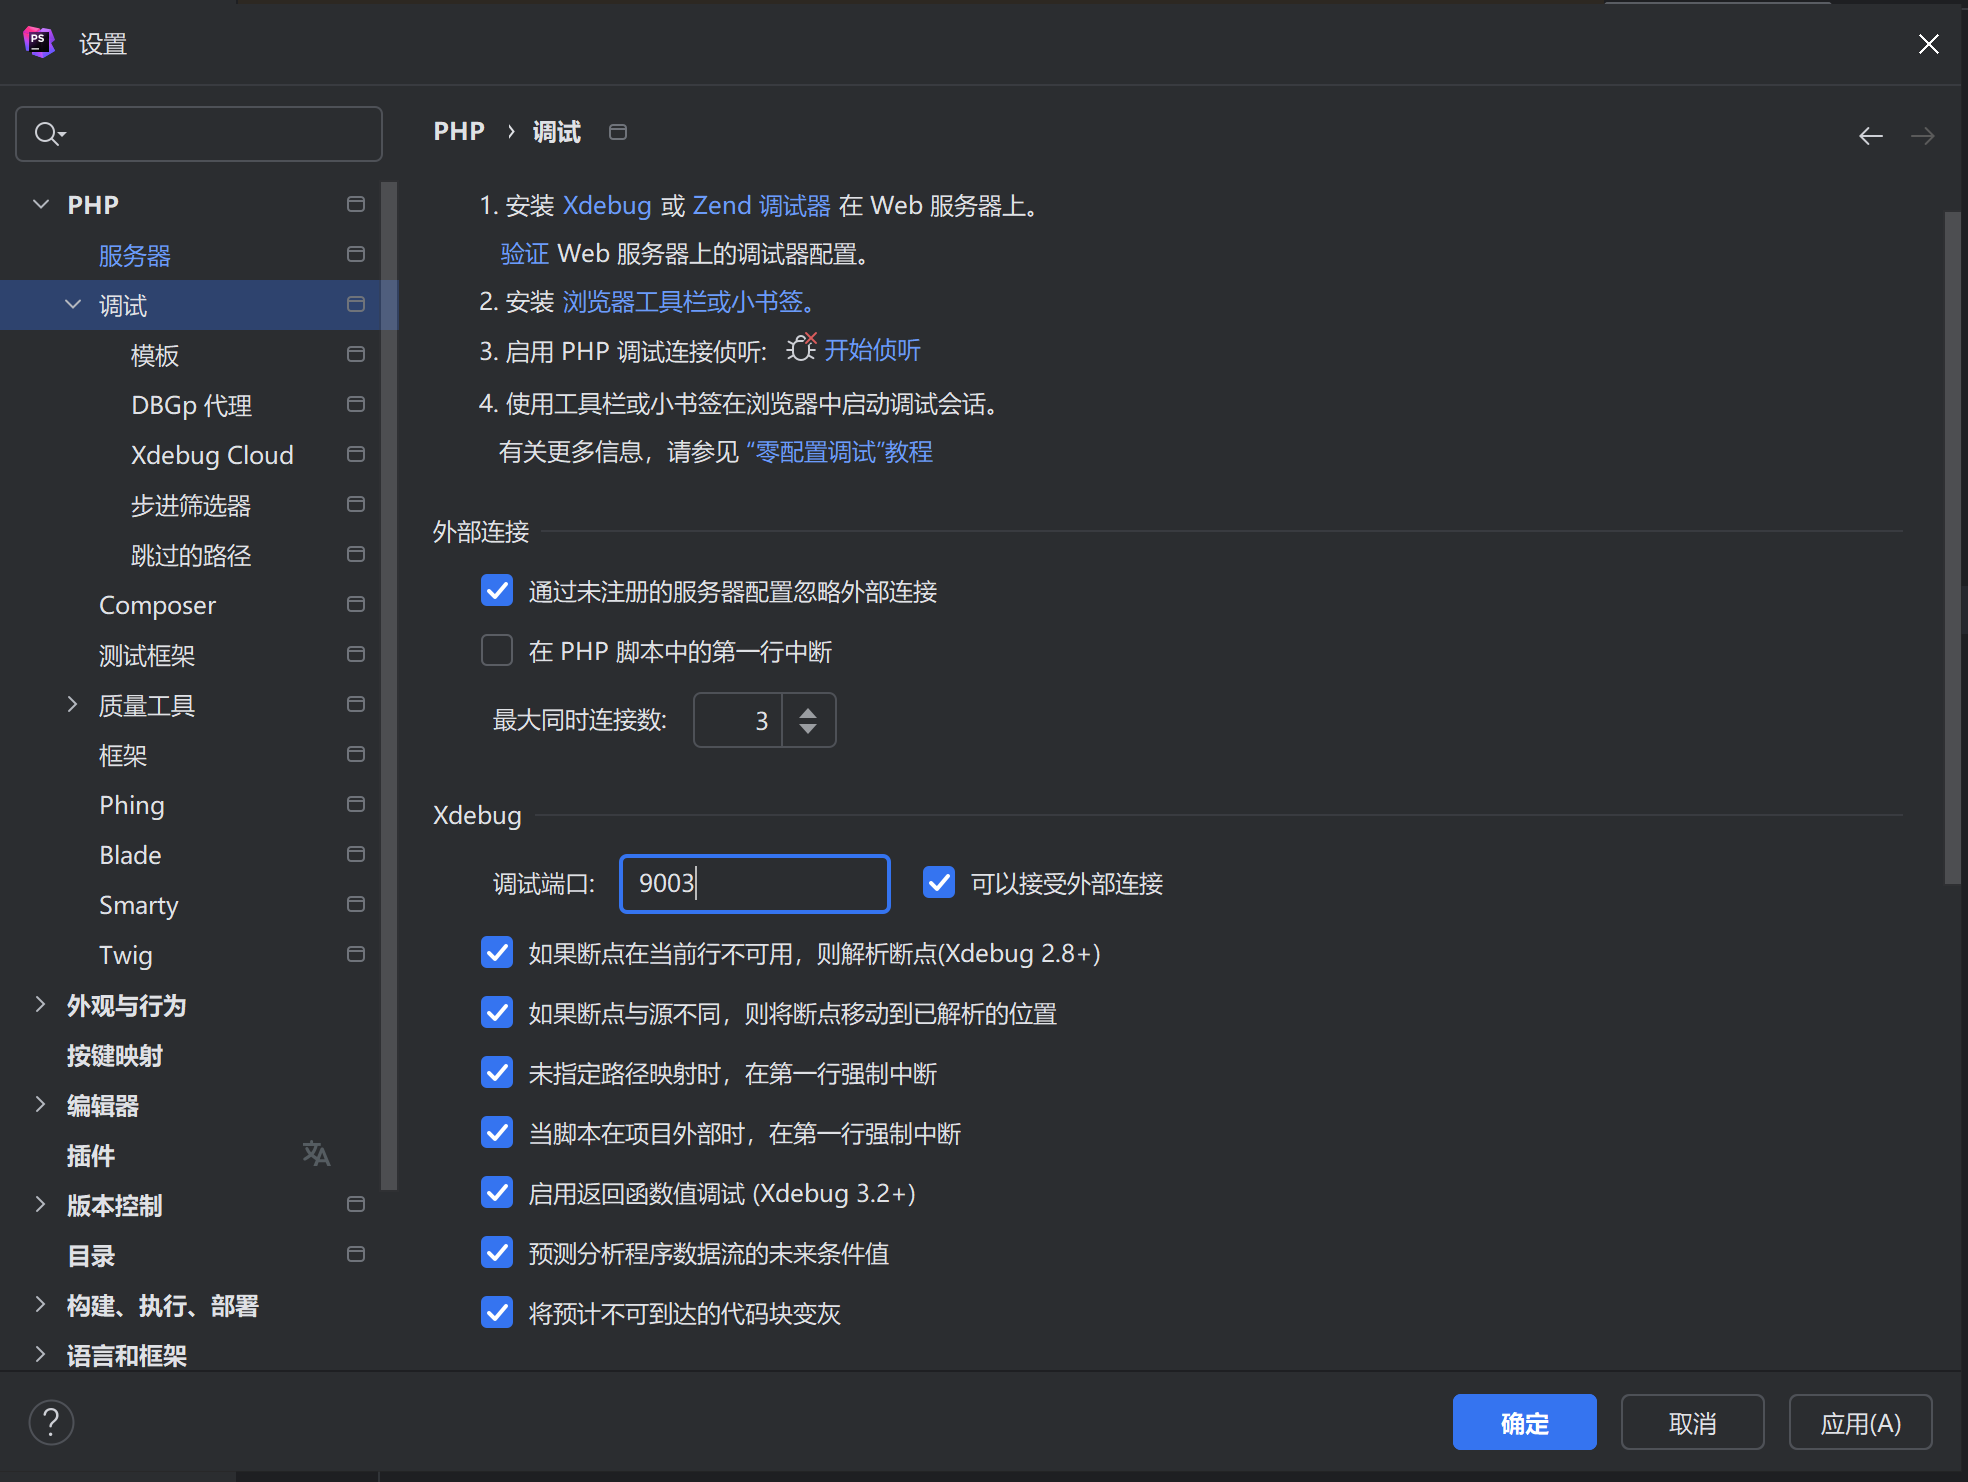 PS
设置
PHP
服务器
调试
模板
DBGp 代理
Xdebug Cloud
步进筛选器
跳过的路径
Composer
测试框架
质量工具
框架
Phing
Blade
Smarty
Twig
外观与行为
按键映射
编辑器
插件
版本控制
目录
构建、执行、部署
语言和框架
PHP › 调试
1. 安装 Xdebug 或 Zend 调试器 在 Web 服务器上。
验证 Web 服务器上的调试器配置。
2. 安装 浏览器工具栏或小书签。
3. 启用 PHP 调试连接侦听: 开始侦听
4. 使用工具栏或小书签在浏览器中启动调试会话。
有关更多信息，请参见 “零配置调试”教程
外部连接
通过未注册的服务器配置忽略外部连接
在 PHP 脚本中的第一行中断
最大同时连接数: 3
Xdebug
调试端口: 9003 可以接受外部连接
如果断点在当前行不可用，则解析断点(Xdebug 2.8+)
如果断点与源不同，则将断点移动到已解析的位置
未指定路径映射时，在第一行强制中断
当脚本在项目外部时，在第一行强制中断
启用返回函数值调试 (Xdebug 3.2+)
预测分析程序数据流的未来条件值
将预计不可到达的代码块变灰
?
确定 取消 应用(A)